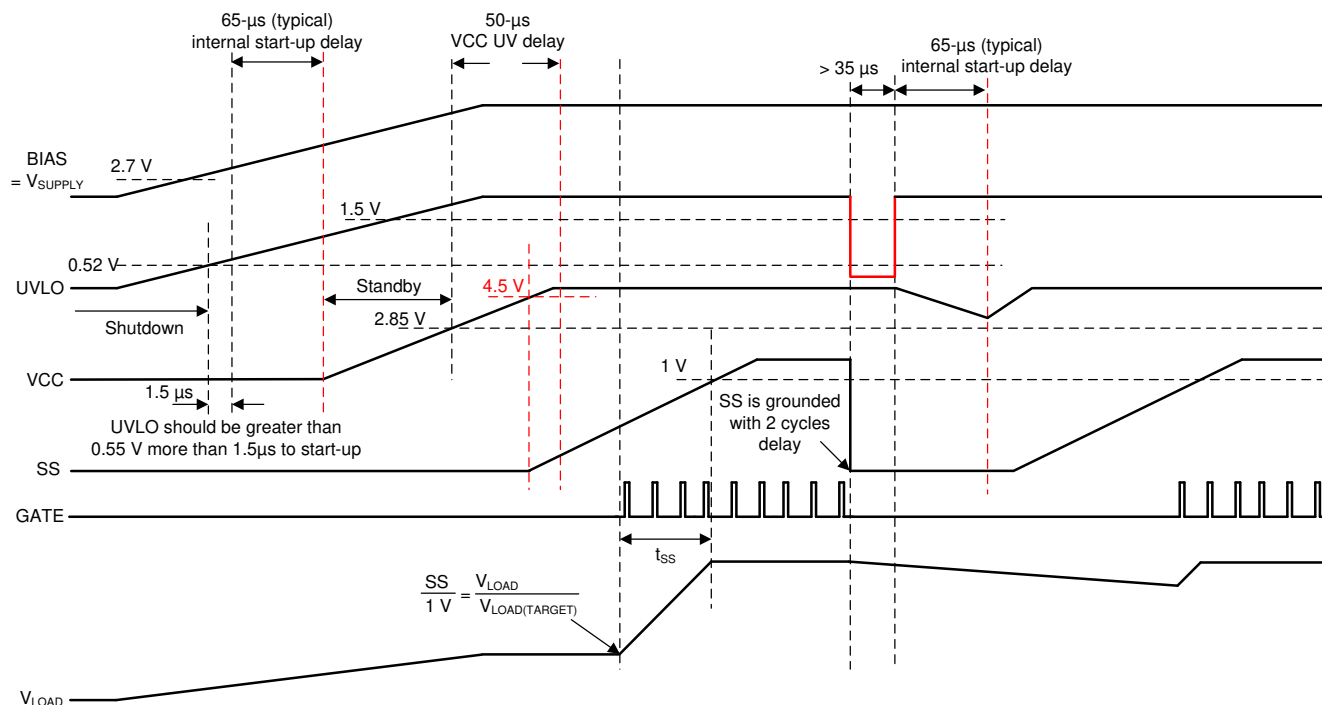 65-µs (typical)
internal start-up delay
50-µs
VCC UV delay
65-µs (typical)
internal start-up delay
> 35 µs
BIAS
= VSUPPLY
2.7 V
1.5 V
0.52 V
UVLO
Standby
4.5 V
Shutdown
2.85 V
VCC
1 V
1.5 µs
SS is grounded
with 2 cycles
delay
UVLO should be greater than
0.55 V more than 1.5µs to start-up
SS
GATE
tSS
SS / 1 V = VLOAD / VLOAD(TARGET)
VLOAD